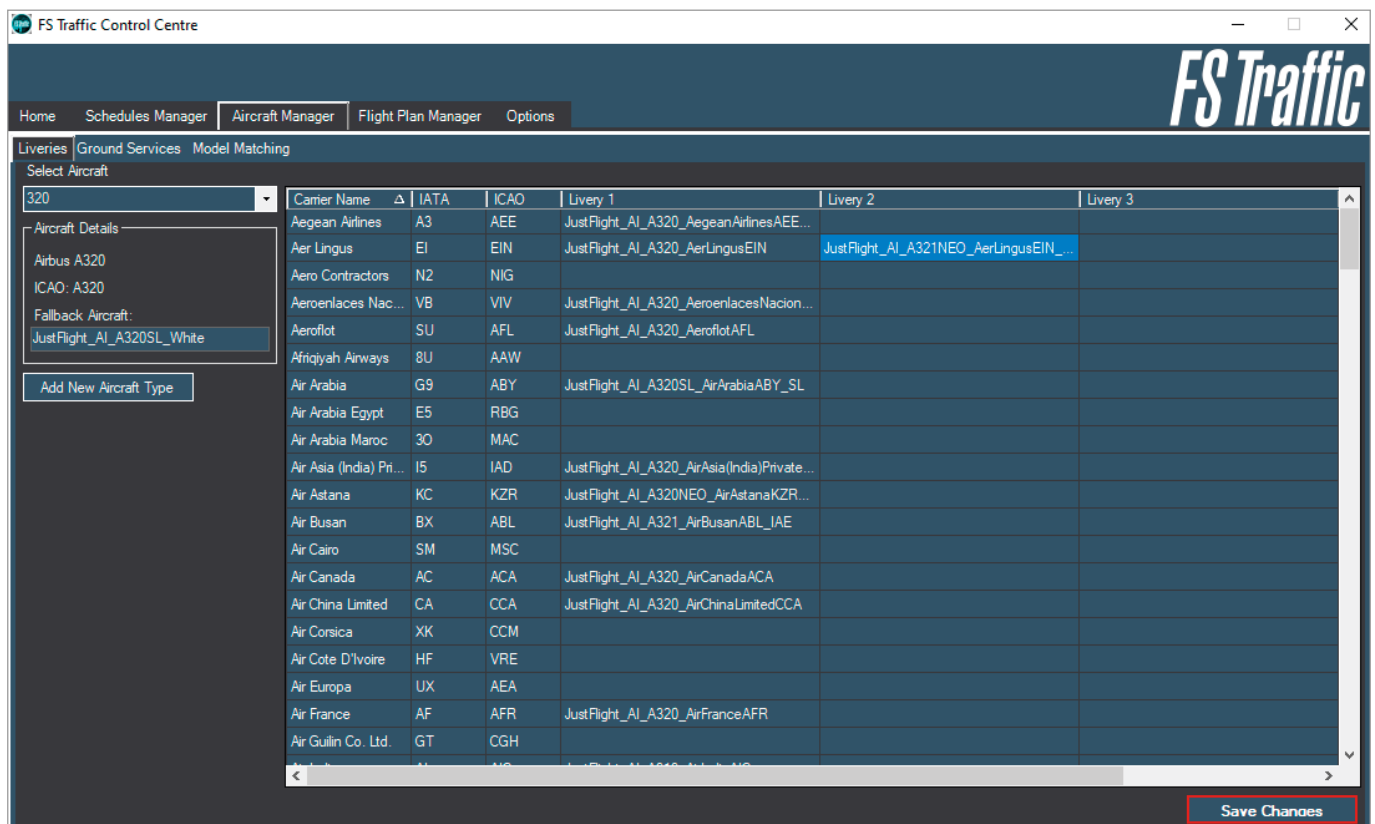 FS Traffic Control Centre
FS Traffic
Home Schedules Manager Aircraft Manager Flight Plan Manager Options
Liveries Ground Services Model Matching
Select Aircraft
320
Aircraft Details
Airbus A320
ICAO: A320
Fallback Aircraft:
JustFlight_AI_A320SL_White
Add New Aircraft Type
Carrier Name IATA ICAO Livery 1 Livery 2 Livery 3
Aegean Airlines A3 AEE JustFlight_AI_A320_AegeanAirlinesAEE...
Aer Lingus EI EIN JustFlight_AI_A320_AerLingusEIN JustFlight_AI_A321NEO_AerLingusEIN_...
Aero Contractors N2 NIG
Aeroenlaces Nac... VB VIV JustFlight_AI_A320_AeroenlacesNacion...
Aeroflot SU AFL JustFlight_AI_A320_AeroflotAFL
Afriqiyah Airways 8U AAW
Air Arabia G9 ABY JustFlight_AI_A320SL_AirArabiaABY_SL
Air Arabia Egypt E5 RBG
Air Arabia Maroc 3O MAC
Air Asia (India) Pri... I5 IAD JustFlight_AI_A320_AirAsia(India)Private...
Air Astana KC KZR JustFlight_AI_A320NEO_AirAstanaKZR...
Air Busan BX ABL JustFlight_AI_A321_AirBusanABL_IAE
Air Cairo SM MSC
Air Canada AC ACA JustFlight_AI_A320_AirCanadaACA
Air China Limited CA CCA JustFlight_AI_A320_AirChinaLimitedCCA
Air Corsica XK CCM
Air Cote D'Ivoire HF VRE
Air Europa UX AEA
Air France AF AFR JustFlight_AI_A320_AirFranceAFR
Air Guilin Co. Ltd. GT CGH
Save Changes